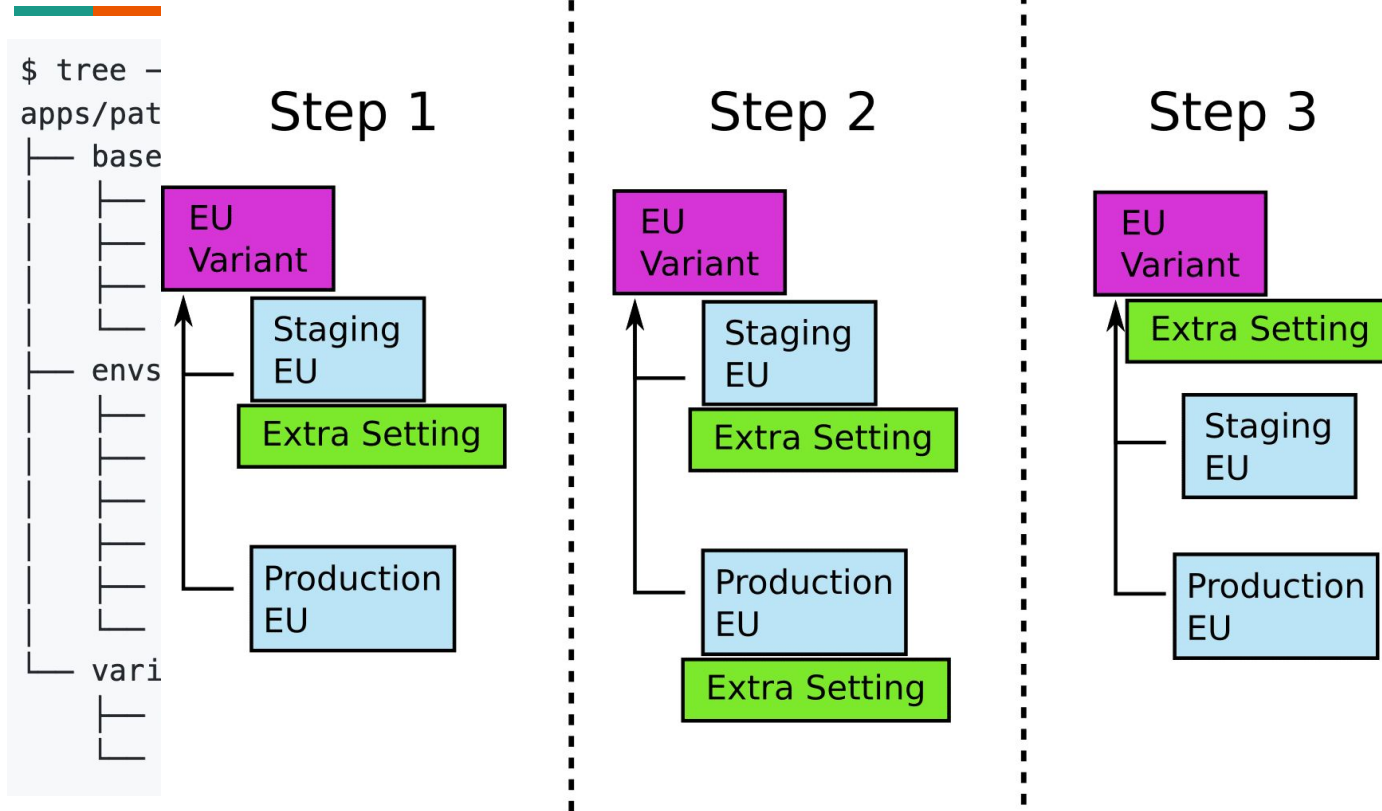 $ tree —
apps/pat
├── base
├── envs
└── vari
Step 1
EU
Variant
Staging
EU
Extra Setting
Production
EU
Step 2
EU
Variant
Staging
EU
Extra Setting
Production
EU
Extra Setting
Step 3
EU
Variant
Extra Setting
Staging
EU
Production
EU